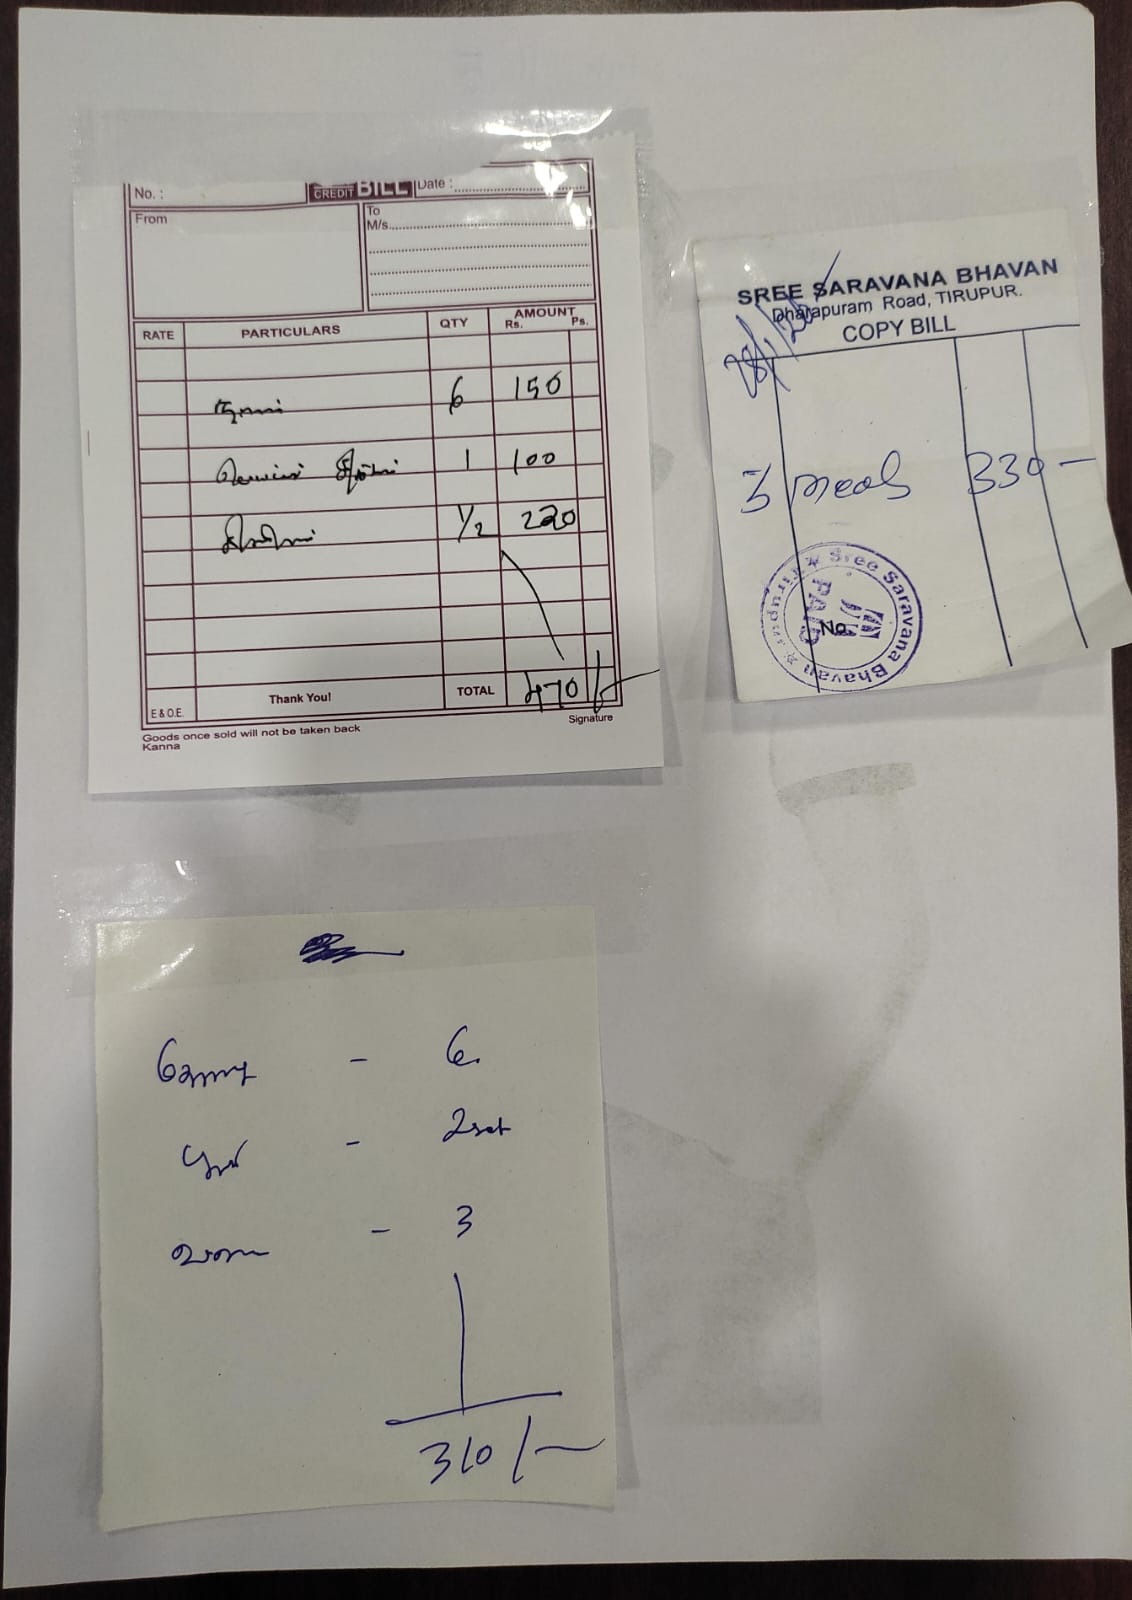 No. :
CREDIT BILL
Date :
From
To
M/s.
RATE PARTICULARS QTY AMOUNT
Rs. Ps.
6 150
1 100
1/2 220
Thank You! TOTAL 470/-
E & O.E.
Signature
Goods once sold will not be taken back
Kanna
SREE SARAVANA BHAVAN
Dharapuram Road, TIRUPUR.
COPY BILL
3 meals 330-
Sree Saravana Bhavan
PAID
No.
- 6
பூரி - 2set
வடை - 3
310/-